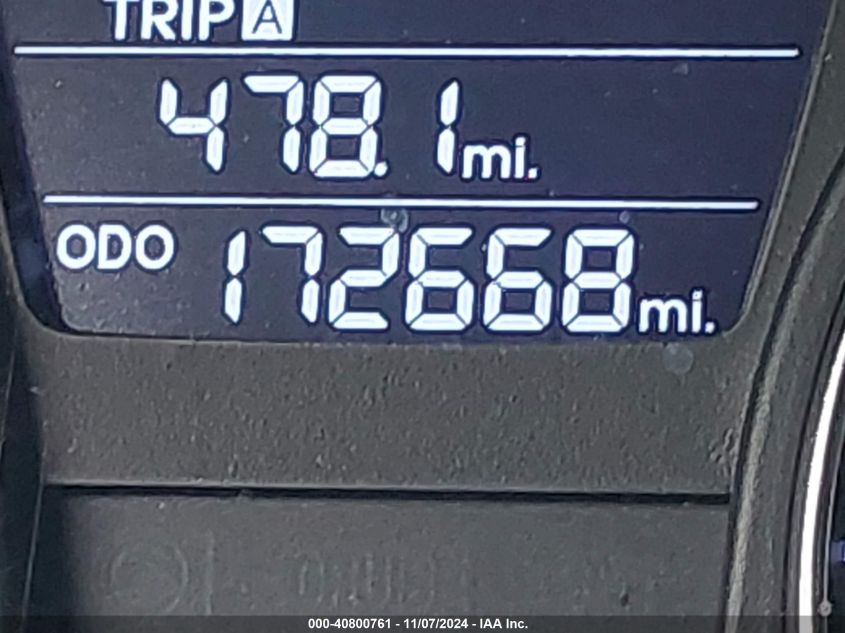 TRIP A
478.1 mi.
ODO 172668 mi.
000-40800761 - 11/07/2024 - IAA Inc.